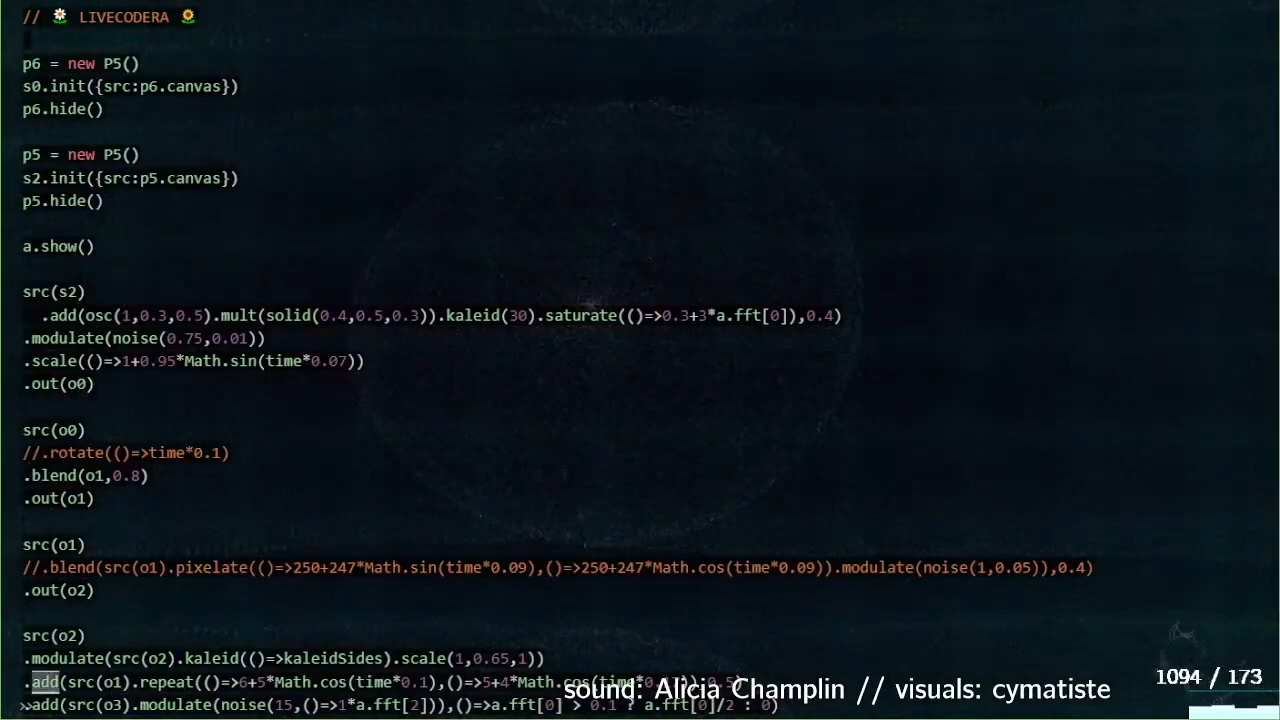 // 🌼 LIVECODERA 🌻
p6 = new P5()
s0.init({src:p6.canvas})
p6.hide()
p5 = new P5()
s2.init({src:p5.canvas})
p5.hide()
a.show()
src(s2)
.add(osc(1,0.3,0.5).mult(solid(0.4,0.5,0.3)).kaleid(30).saturate(()=>0.3+3*a.fft[0]),0.4)
.modulate(noise(0.75,0.01))
.scale(()=>1+0.95*Math.sin(time*0.07))
.out(o0)
src(o0)
//.rotate(()=>time*0.1)
.blend(o1,0.8)
.out(o1)
src(o1)
//.blend(src(o1).pixelate(()=>250+247*Math.sin(time*0.09),()=>250+247*Math.cos(time*0.09)).modulate(noise(1,0.05)),0.4)
.out(o2)
src(o2)
.modulate(src(o2).kaleid(()=>kaleidSides).scale(1,0.65,1))
.add(src(o1).repeat(()=>6+5*Math.cos(time*0.1),()=>5+4*Math.cos(time*0.
sound: Alicia Champlin // visuals: cymatiste
1094 / 173
»add(src(o3).modulate(noise(15,()=>1*a.fft[2])),()=>a.fft[0] > 0.1 ? a.fft[0]/2 : 0)